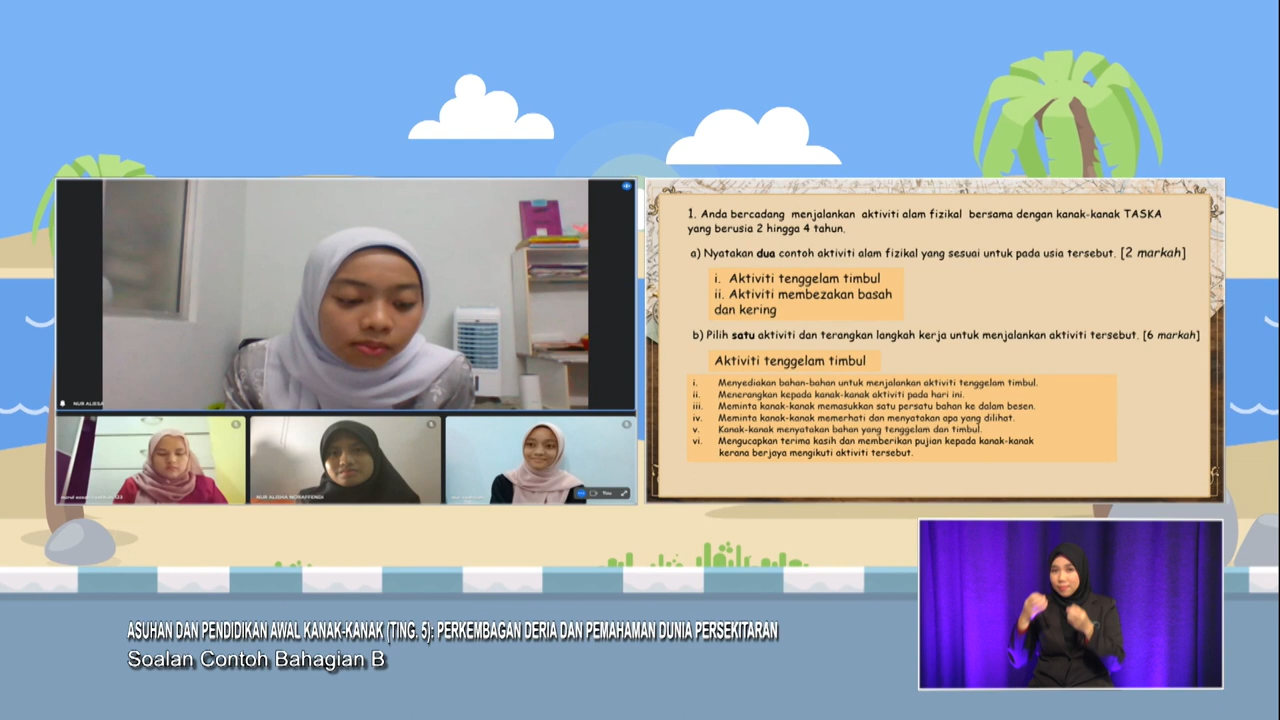 1. Anda bercadang menjalankan aktiviti alam fizikal bersama dengan kanak-kanak TASKA
yang berusia 2 hingga 4 tahun.
a) Nyatakan dua contoh aktiviti alam fizikal yang sesuai untuk pada usia tersebut. [2 markah]
i. Aktiviti tenggelam timbul
ii. Aktiviti membezakan basah
dan kering
b) Pilih satu aktiviti dan terangkan langkah kerja untuk menjalankan aktiviti tersebut. [6 markah]
Aktiviti tenggelam timbul
i. Menyediakan bahan-bahan untuk menjalankan aktiviti tenggelam timbul.
ii. Menerangkan kepada kanak-kanak aktiviti pada hari ini.
iii. Meminta kanak-kanak memasukkan satu persatu bahan ke dalam besen.
iv. Meminta kanak-kanak memerhati dan menyatakan apa yang dilihat.
v. Kanak-kanak menyatakan bahan yang tenggelam dan timbul.
vi. Mengucapkan terima kasih dan memberikan pujian kepada kanak-kanak
kerana berjaya mengikuti aktiviti tersebut.
NUR ALISSA
NUR ALISHA NORAFFENDI
ASUHAN DAN PENDIDIKAN AWAL KANAK-KANAK (TING. 5): PERKEMBAGAN DERIA DAN PEMAHAMAN DUNIA PERSEKITARAN
Soalan Contoh Bahagian B